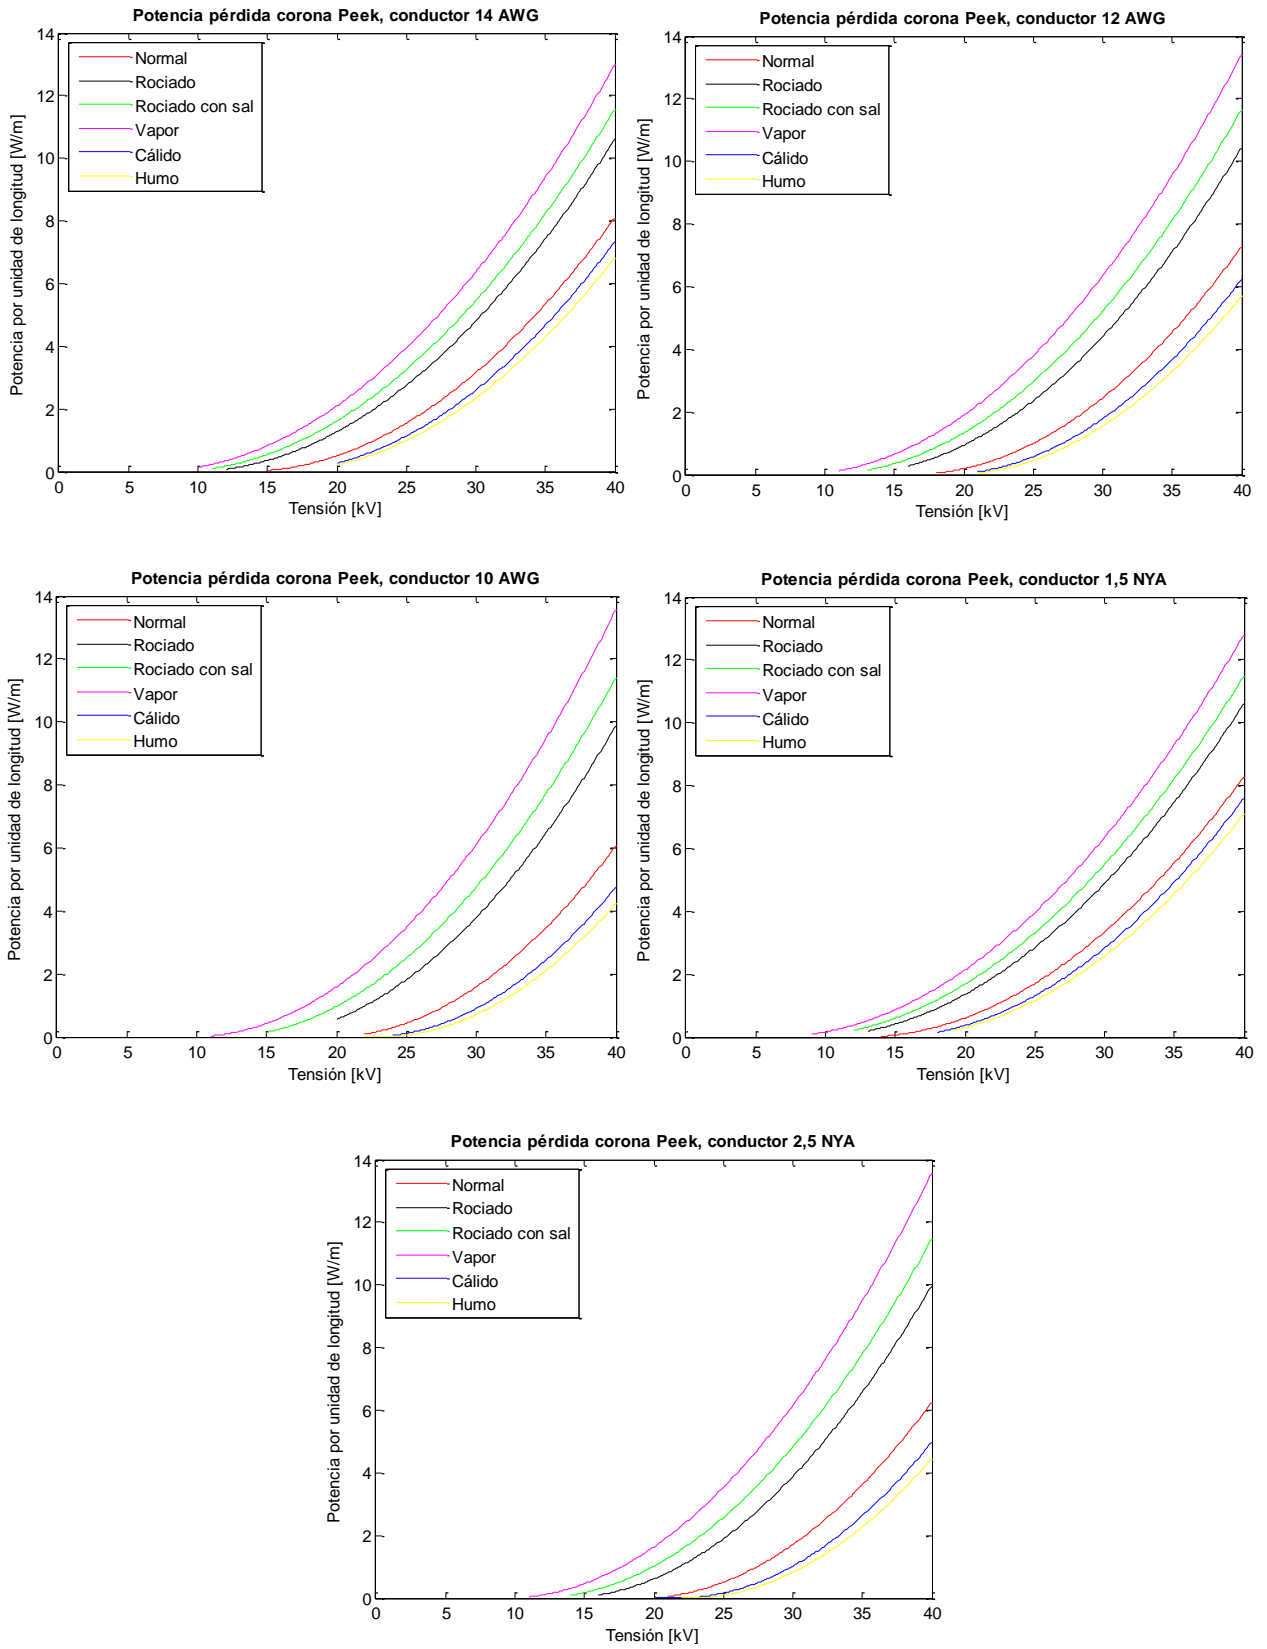 Potencia pérdida corona Peek, conductor 14 AWG
Potencia por unidad de longitud [W/m]
14
12
10
8
6
4
2
0
Normal
Rociado
Rociado con sal
Vapor
Cálido
Humo
0 5 10 15 20 25 30 35 40
Tensión [kV]
Potencia pérdida corona Peek, conductor 12 AWG
Potencia por unidad de longitud [W/m]
14
12
10
8
6
4
2
0
Normal
Rociado
Rociado con sal
Vapor
Cálido
Humo
0 5 10 15 20 25 30 35 40
Tensión [kV]
Potencia pérdida corona Peek, conductor 10 AWG
Potencia por unidad de longitud [W/m]
14
12
10
8
6
4
2
0
Normal
Rociado
Rociado con sal
Vapor
Cálido
Humo
0 5 10 15 20 25 30 35 40
Tensión [kV]
Potencia pérdida corona Peek, conductor 1,5 NYA
Potencia por unidad de longitud [W/m]
14
12
10
8
6
4
2
0
Normal
Rociado
Rociado con sal
Vapor
Cálido
Humo
0 5 10 15 20 25 30 35 40
Tensión [kV]
Potencia pérdida corona Peek, conductor 2,5 NYA
Potencia por unidad de longitud [W/m]
14
12
10
8
6
4
2
0
Normal
Rociado
Rociado con sal
Vapor
Cálido
Humo
0 5 10 15 20 25 30 35 40
Tensión [kV]